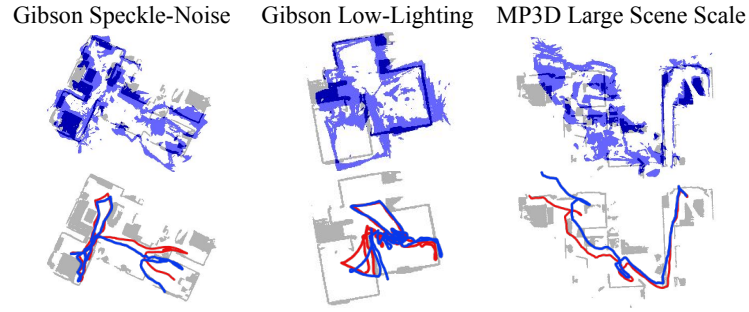 Gibson Speckle-Noise
Gibson Low-Lighting
MP3D Large Scene Scale